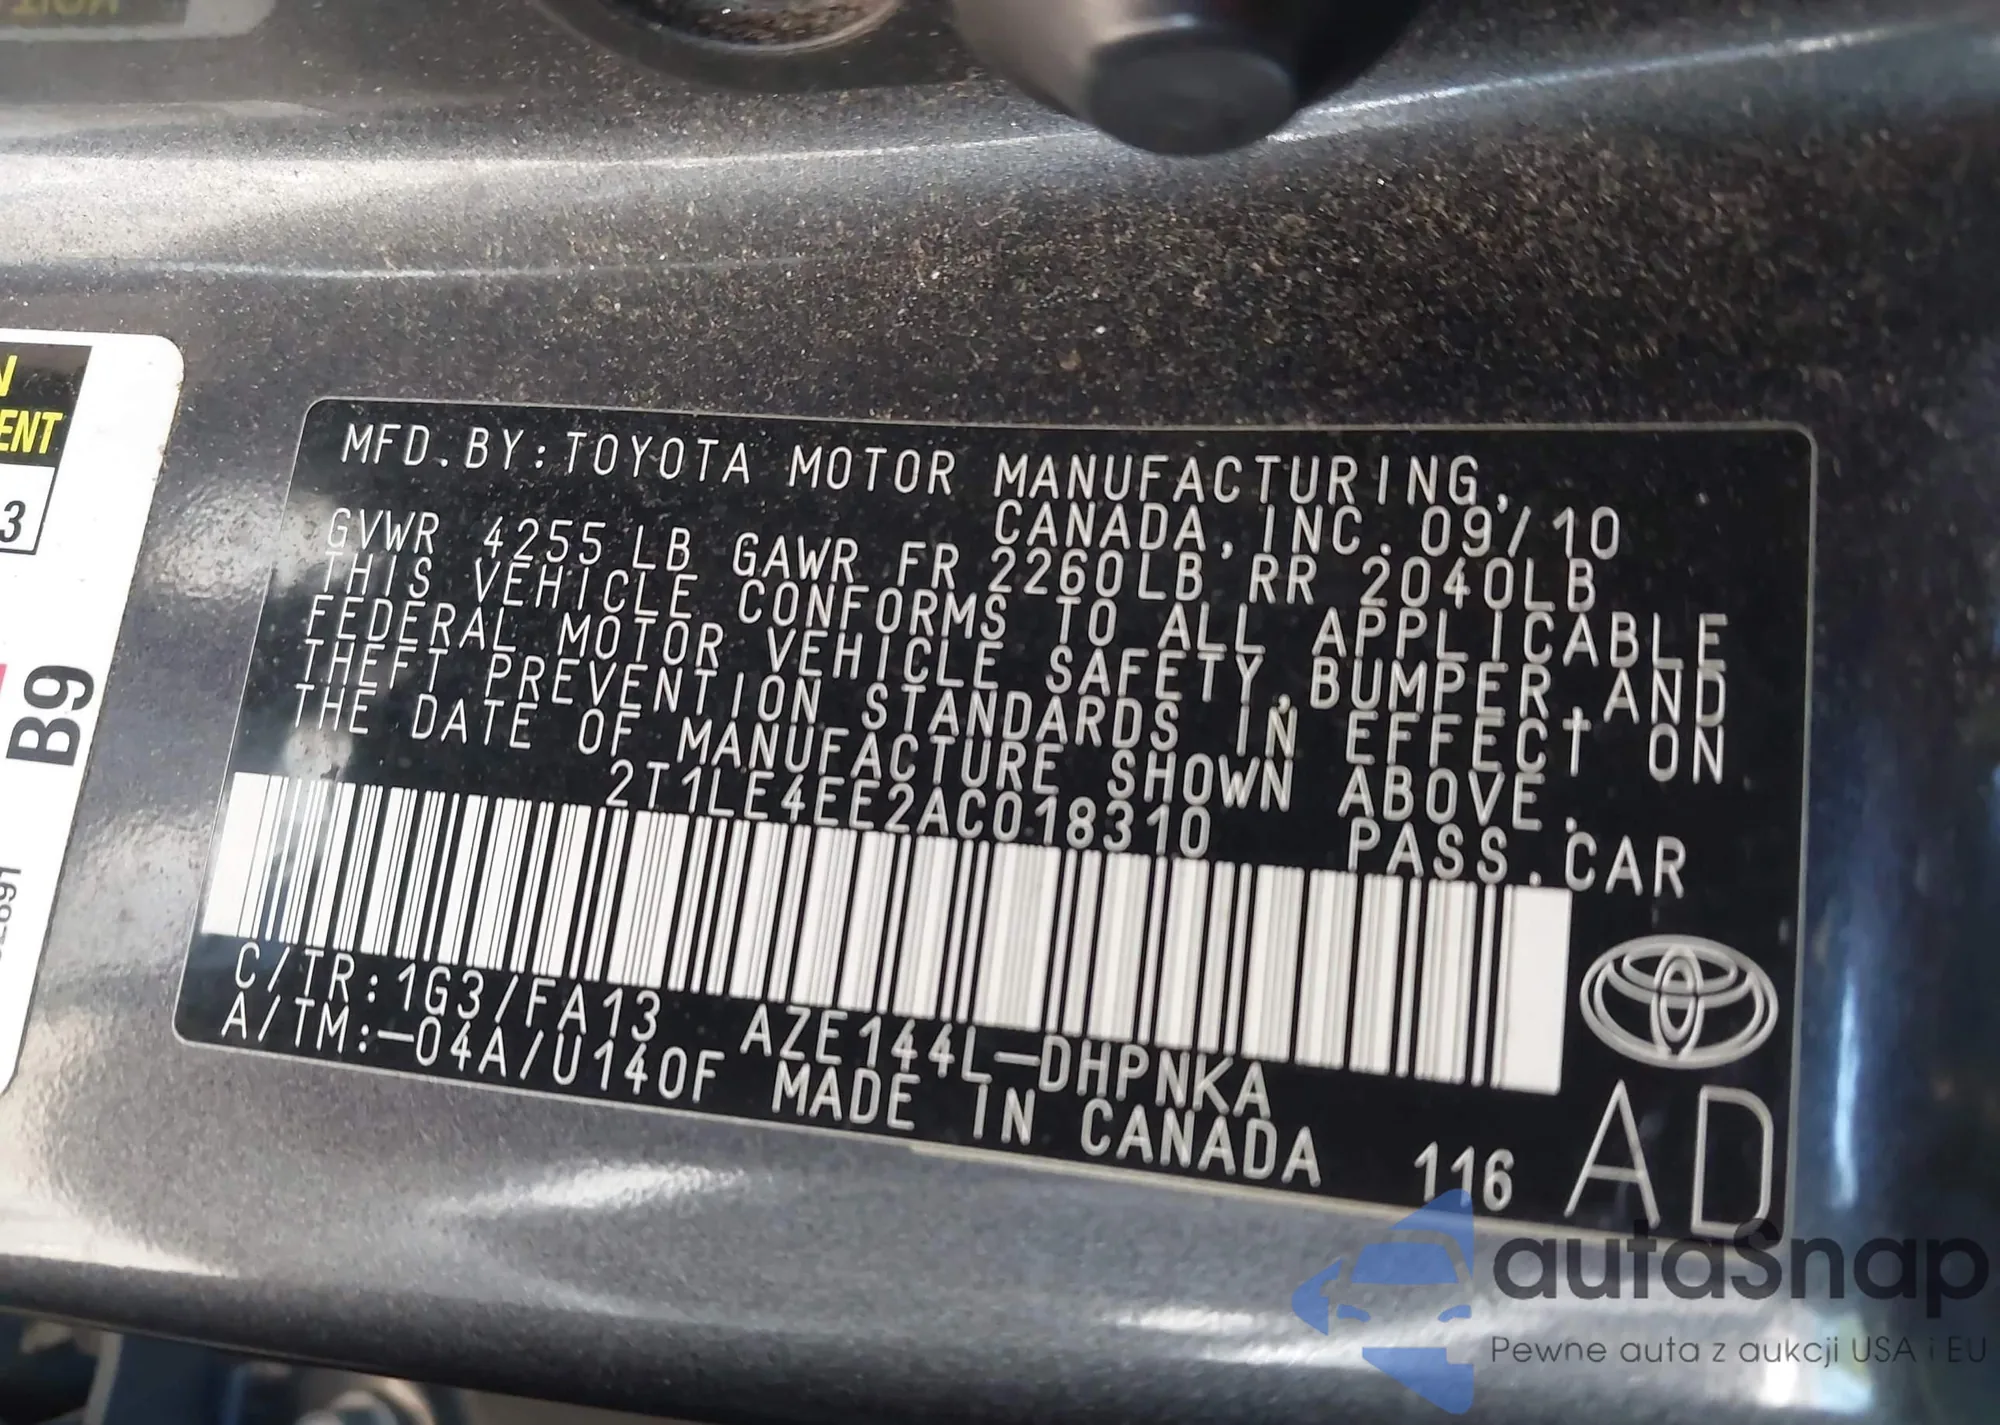 N
ENT
3
B9
MFD.BY:TOYOTA MOTOR MANUFACTURING,
CANADA,INC. 09/10
GVWR 4255LB GAWR FR 2260LB RR 2040LB
THIS VEHICLE CONFORMS TO ALL APPLICABLE
FEDERAL MOTOR VEHICLE SAFETY,BUMPER,AND
THEFT PREVENTION STANDARDS IN EFFECT ON
THE DATE OF MANUFACTURE SHOWN ABOVE.
2T1LE4EE2AC018310 PASS.CAR
C/TR:1G3/FA13 AZE144L-DHPNKA
A/TM:-04A/U140F MADE IN CANADA 116
AD
autaSnap
Pewne auta z aukcji USA i EU